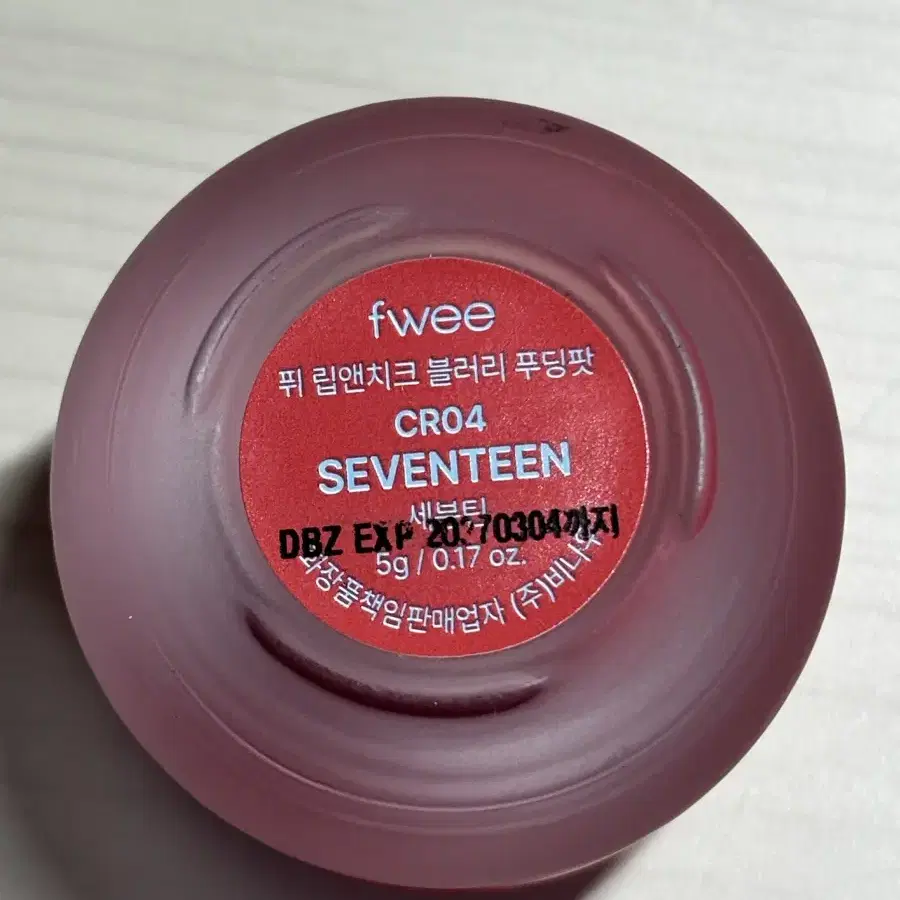 fwee
퓌 립앤치크 블러리 푸딩팟
CR04
SEVENTEEN
세븐틴
DBZ EXP 20270304까지
5g / 0.17 oz.
화장품책임판매업자 (주)비나우